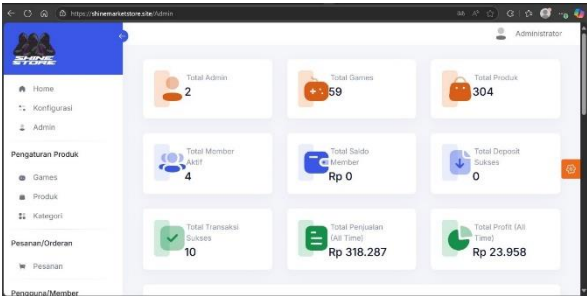 https://shinemarketstore.site/Admin
Administrator
SHINE
STORE
Home
Konfigurasi
Admin
Pengaturan Produk
Games
Produk
Kategori
Pesanan/Orderan
Pesanan
Pengguna/Member
Total Admin
2
Total Games
59
Total Produk
304
Total Member
Aktif
4
Total Saldo
Member
Rp 0
Total Deposit
Sukses
0
Total Transaksi
Sukses
10
Total Penjualan
(All Time)
Rp 318.287
Total Profit (All
Time)
Rp 23.958